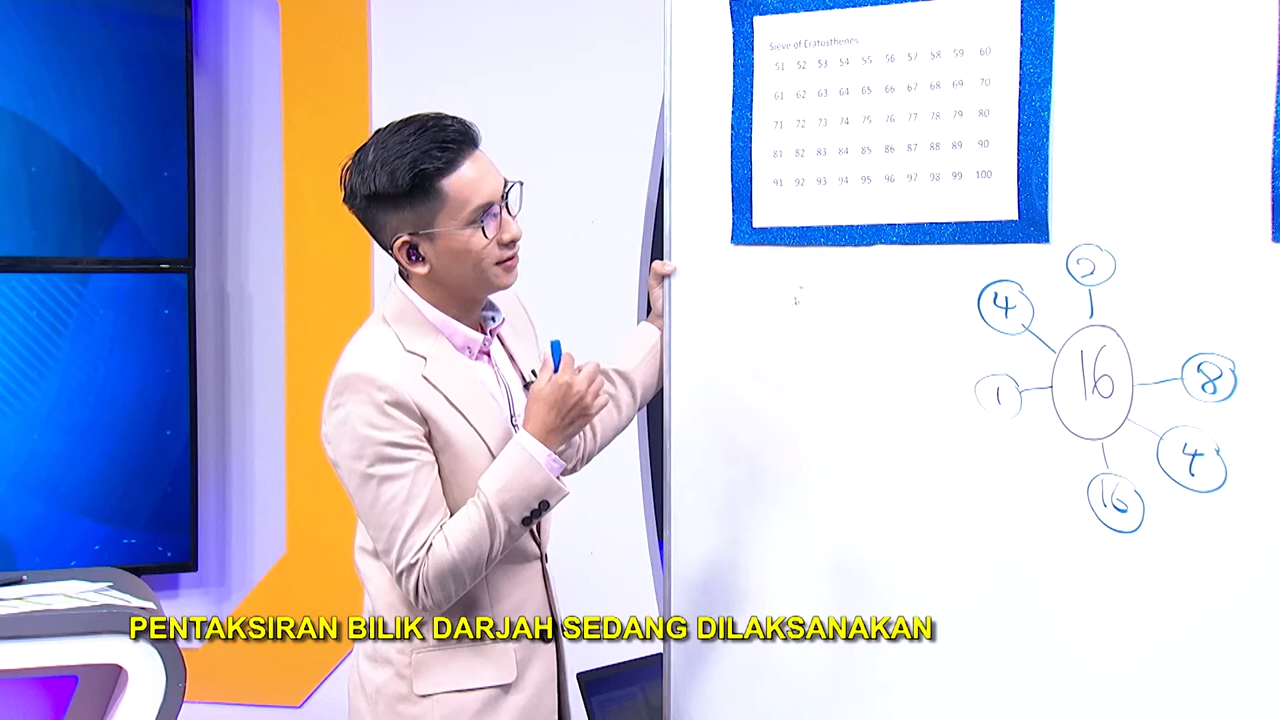 Sieve of Eratosthenes
51 52 53 54 55 56 57 58 59 60
61 62 63 64 65 66 67 68 69 70
71 72 73 74 75 76 77 78 79 80
81 82 83 84 85 86 87 88 89 90
91 92 93 94 95 96 97 98 99 100
2
4
16
1
8
4
16
PENTAKSIRAN BILIK DARJAH SEDANG DILAKSANAKAN